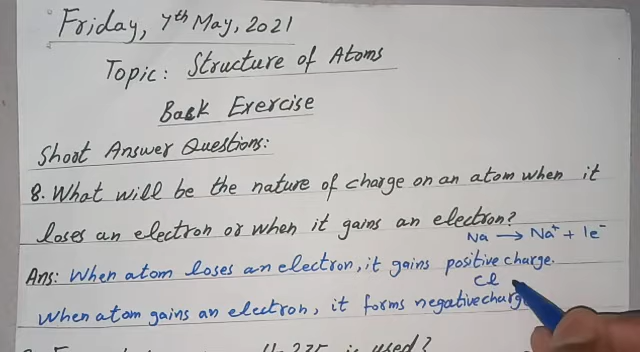 Friday, 7th May, 2021
Topic: Structure of Atoms
Back Exercise
Short Answer Questions:
8. What will be the nature of charge on an atom when it
loses an electron or when it gains an electron?
Na → Na⁺ + 1e⁻
Ans: When atom loses an electron, it gains positive charge.
Cl
When atom gains an electron, it forms negative
U-235 is used?